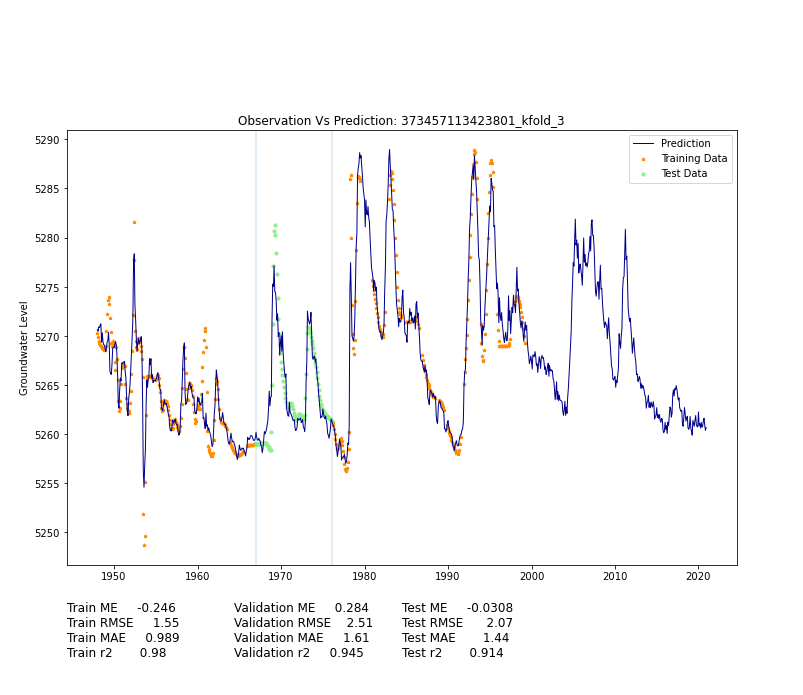 Observation Vs Prediction: 373457113423801_kfold_3
Prediction
Training Data
Test Data
5290
5285
5280
5275
5270
5265
5260
5255
5250
Groundwater Level
1950 1960 1970 1980 1990 2000 2010 2020
Train ME -0.246 Validation ME 0.284 Test ME -0.0308
Train RMSE 1.55 Validation RMSE 2.51 Test RMSE 2.07
Train MAE 0.989 Validation MAE 1.61 Test MAE 1.44
Train r2 0.98 Validation r2 0.945 Test r2 0.914